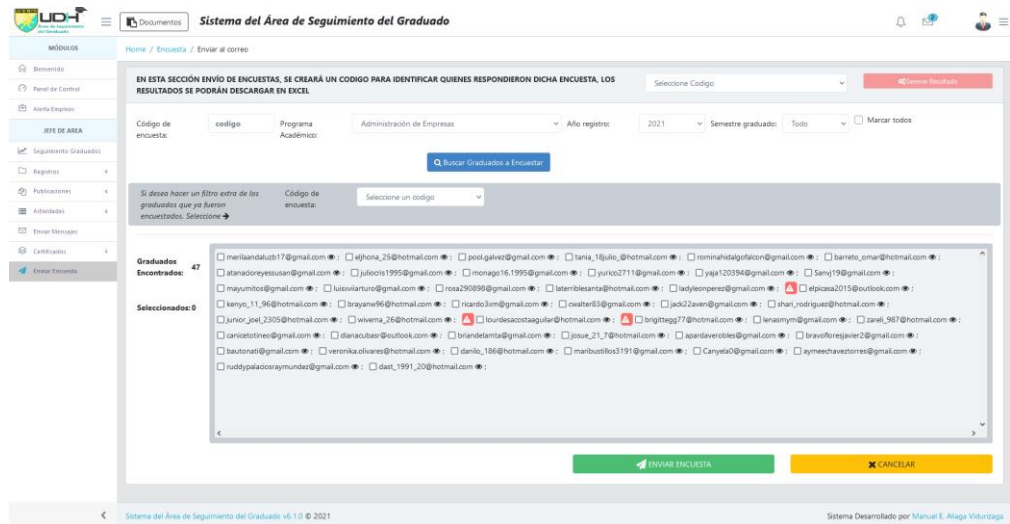 UDH
Área de Seguimiento
del Graduado
Documentos
Sistema del Área de Seguimiento del Graduado
MÓDULOS
Bienvenido
Panel de Control
Alerta Empleos
JEFE DE AREA
Seguimiento Graduados
Registros
Publicaciones
Actividades
Enviar Mensajes
Certificados
Enviar Encuesta
Home / Encuesta / Enviar al correo
EN ESTA SECCIÓN ENVÍO DE ENCUESTAS, SE CREARÁ UN CODIGO PARA IDENTIFICAR QUIENES RESPONDIERON DICHA ENCUESTA, LOS
RESULTADOS SE PODRÁN DESCARGAR EN EXCEL
Seleccione Codigo
Generar Resultado
Código de
encuesta:
codigo
Programa
Académico:
Administración de Empresas
Año registro:
2021
Semestre graduado:
Todo
Marcar todos
Buscar Graduados a Encuestar
Si desea hacer un filtro extra de los
graduados que ya fueron
encuestados. Seleccione
Código de
encuesta:
Seleccione un codigo
Graduados
Encontrados: 47
Seleccionados: 0
merilaandaluzb17@gmail.com ; eljhona_25@hotmail.com ; pool.galvez@gmail.com ; tania_18julio_@hotmail.com ; rominahidalgofalcon@gmail.com ; barreto_omar@hotmail.com ;
atanacioreyessusan@gmail.com ; juliocris1995@gmail.com ; monago16.1995@gmail.com ; yurico2711@gmail.com ; yaja120394@gmail.com ; Sanvj19@gmail.com ;
mayumitos@gmail.com ; luisviiarturo@gmail.com ; rosa290898@gmail.com ; laterriblesanta@hotmail.com ; ladyleonperez@gmail.com ; elpicasa2015@outlook.com ;
kenyo_11_96@hotmail.com ; brayanw96@hotmail.com ; ricardo3xm@gmail.com ; cwalter83@gmail.com ; jack22aven@gmail.com ; shari_rodriguez@hotmail.com ;
junior_joel_2305@hotmail.com ; wivema_26@hotmail.com ; lourdesacostaaguilar@hotmail.com ; brigittegg77@hotmail.com ; lenasmym@gmail.com ; zareli_987@hotmail.com ;
canicetotineo@gmail.com ; dianacubasr@outlook.com ; briandelamta@gmail.com ; josue_21_7@hotmail.com ; apardaverobles@gmail.com ; bravofloresjavier2@gmail.com ;
bautonati@gmail.com ; veronika.olivares@hotmail.com ; danilo_186@hotmail.com ; maribustillos3191@gmail.com ; Canyela0@gmail.com ; aymeechaveztorres@gmail.com ;
ruddypalaciosraymundez@gmail.com ; dast_1991_20@hotmail.com ;
ENVIAR ENCUESTA
CANCELAR
Sistema del Área de Seguimiento del Graduado v6.1.0 © 2021
Sistema Desarrollado por Manuel E. Aliaga Vidurizaga